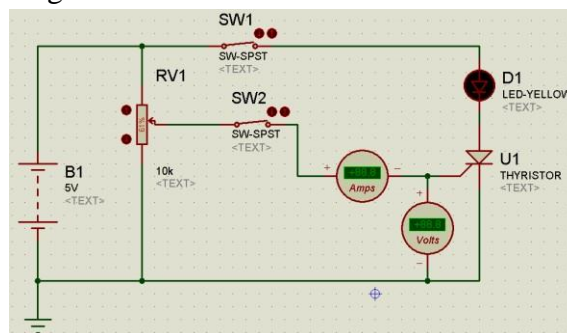 SW1
SW-SPST
<TEXT>
RV1
61%
10k
<TEXT>
SW2
SW-SPST
<TEXT>
D1
LED-YELLOW
<TEXT>
B1
5V
<TEXT>
+
-
Amps
U1
THYRISTOR
<TEXT>
+
Volts
-